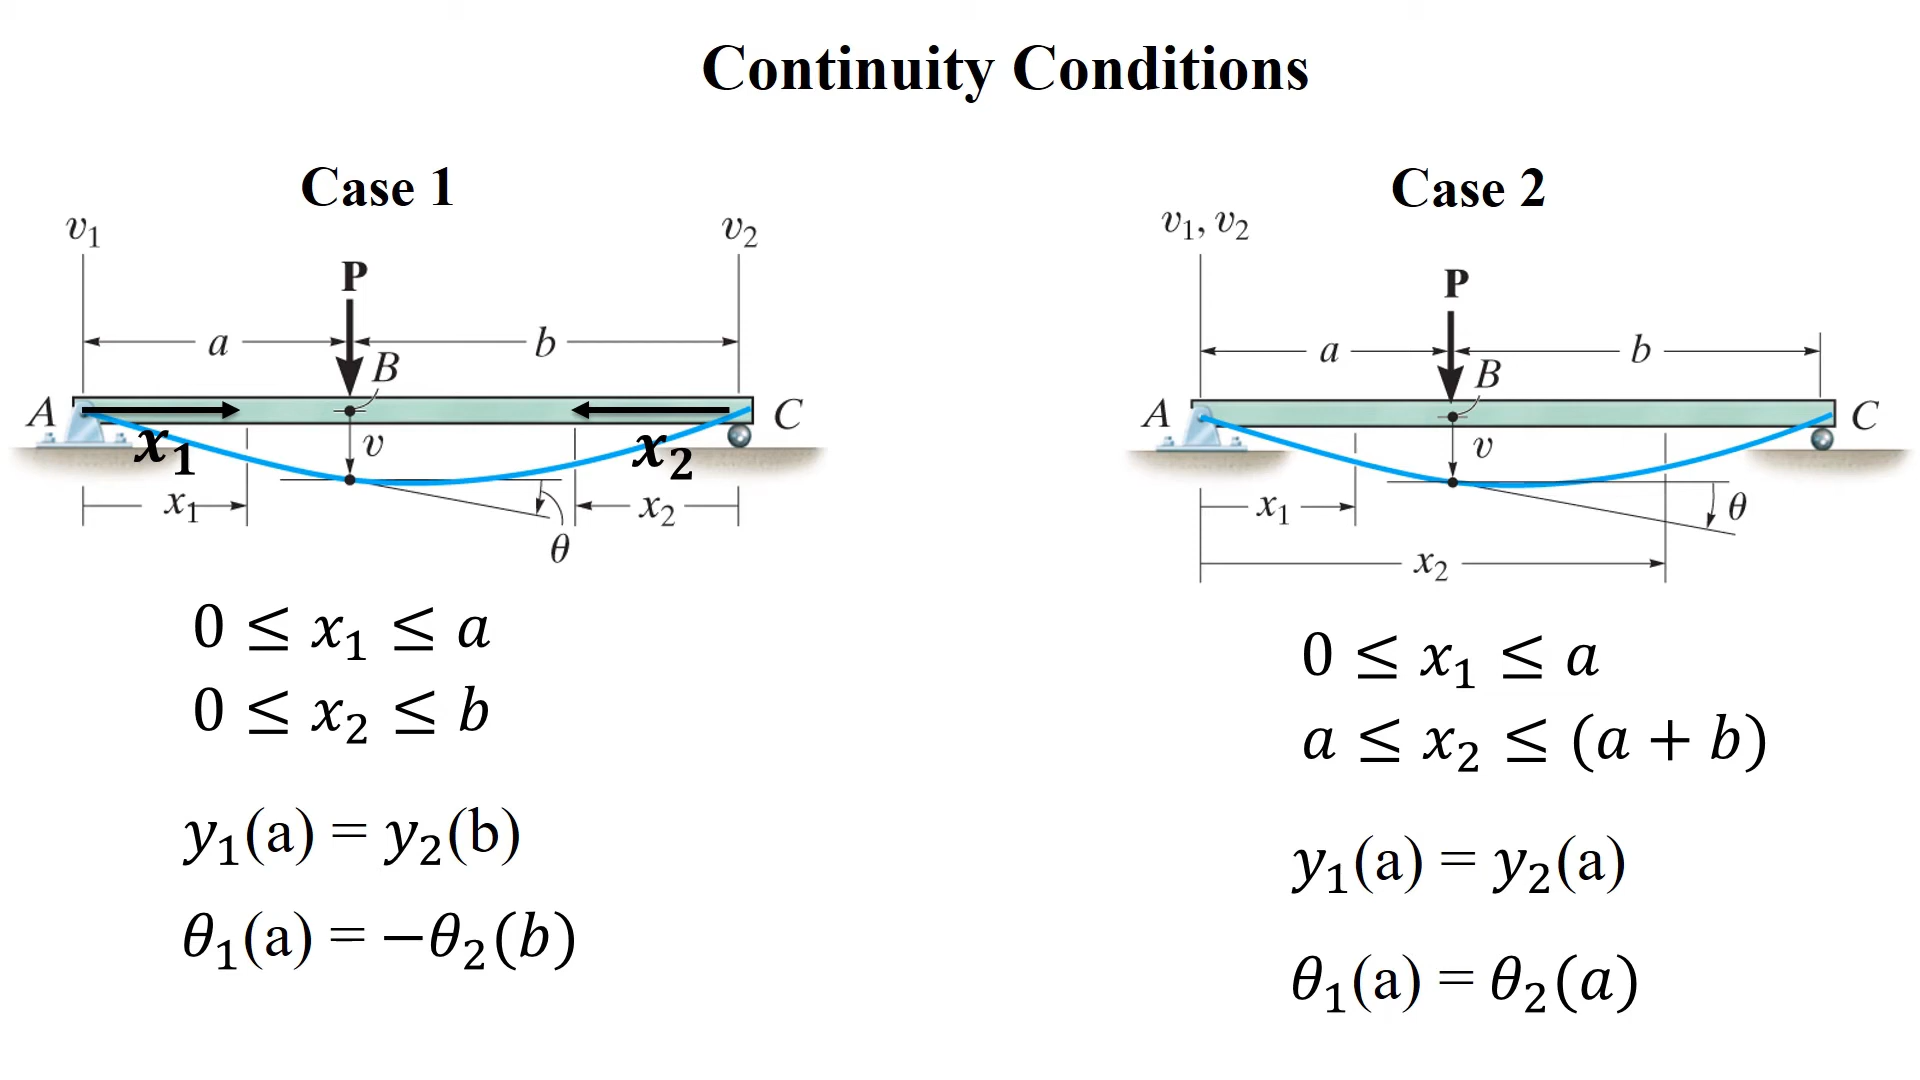 Continuity Conditions
Case 1
v₁
v₂
P
a
b
B
A
C
x₁
x₂
v
x₁
x₂
θ
0 ≤ x₁ ≤ a
0 ≤ x₂ ≤ b
y₁(a) = y₂(b)
θ₁(a) = −θ₂(b)
Case 2
v₁, v₂
P
a
b
B
A
C
v
x₁
θ
x₂
0 ≤ x₁ ≤ a
a ≤ x₂ ≤ (a + b)
y₁(a) = y₂(a)
θ₁(a) = θ₂(a)